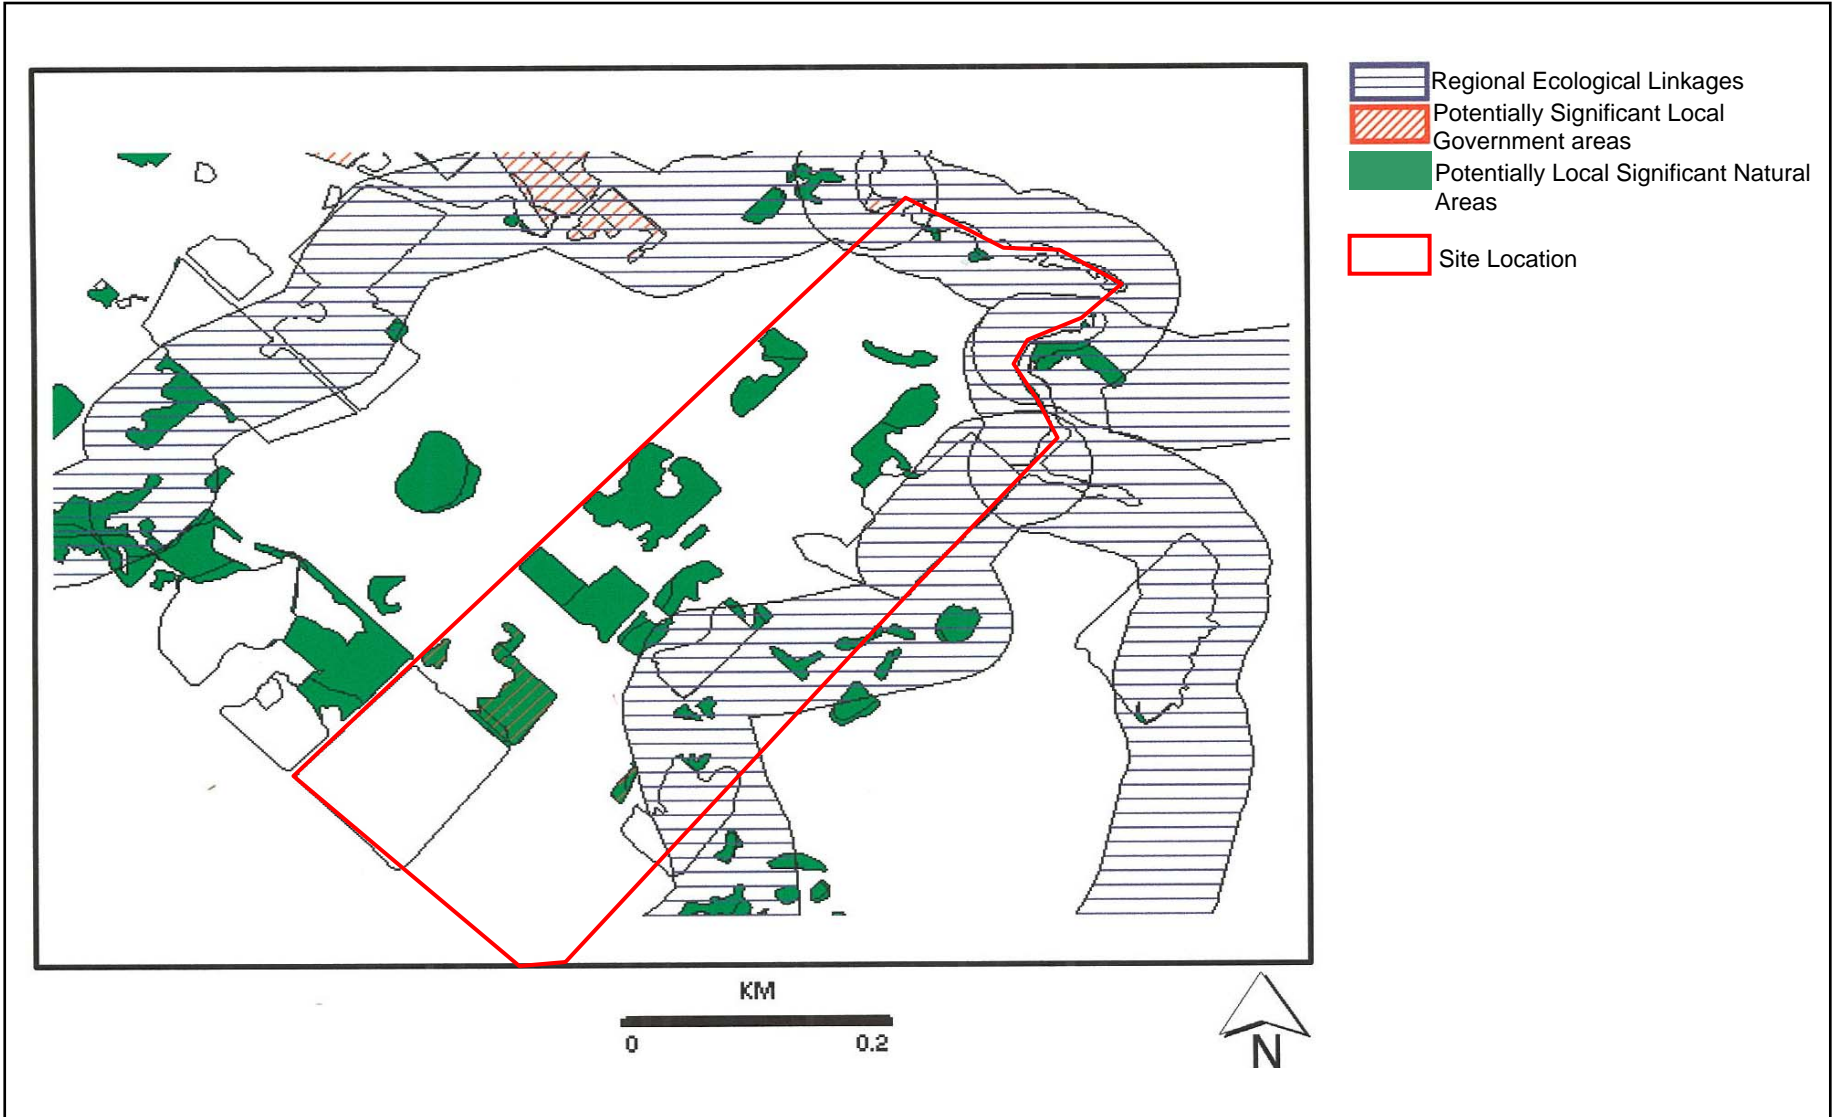 Regional Ecological Linkages
Potentially Significant Local
Government areas
Potentially Local Significant Natural
Areas
Site Location
KM
0 0.2
N